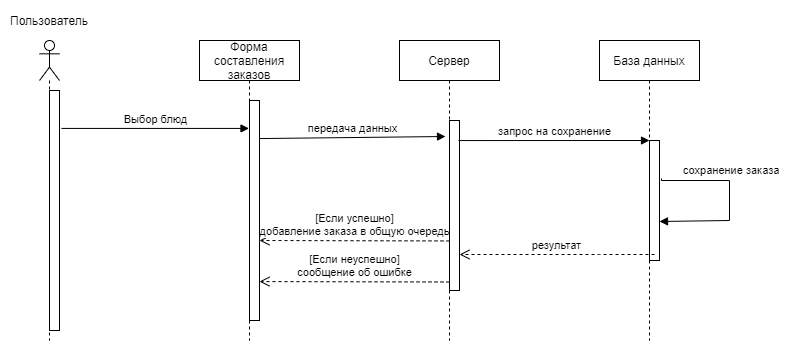 Пользователь
Форма
составления
заказов
Сервер
База данных
Выбор блюд
передача данных
запрос на сохранение
сохранение заказа
[Если успешно]
добавление заказа в общую очередь
результат
[Если неуспешно]
сообщение об ошибке